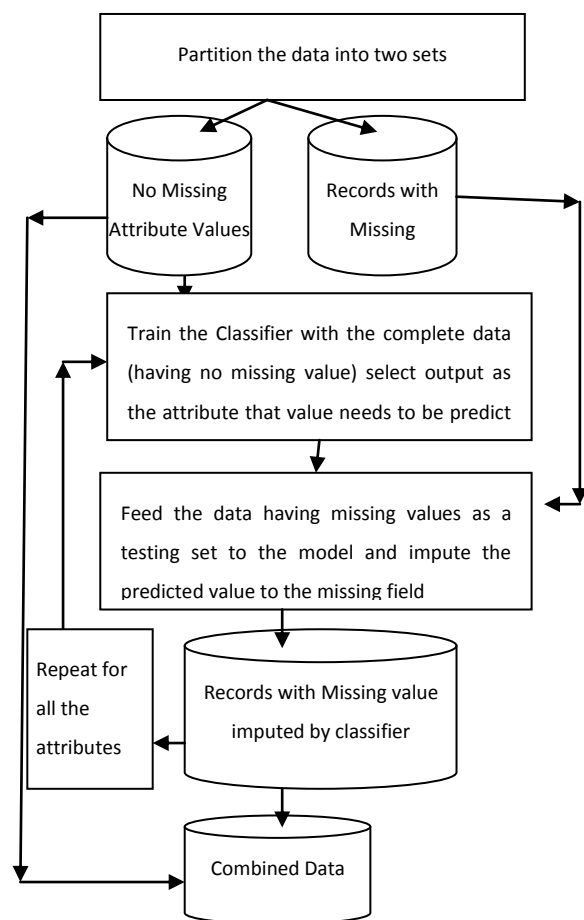 Partition the data into two sets
No Missing
Attribute Values
Records with
Missing
Train the Classifier with the complete data
(having no missing value) select output as
the attribute that value needs to be predict
Feed the data having missing values as a
testing set to the model and impute the
predicted value to the missing field
Repeat for
all the
attributes
Records with Missing value
imputed by classifier
Combined Data